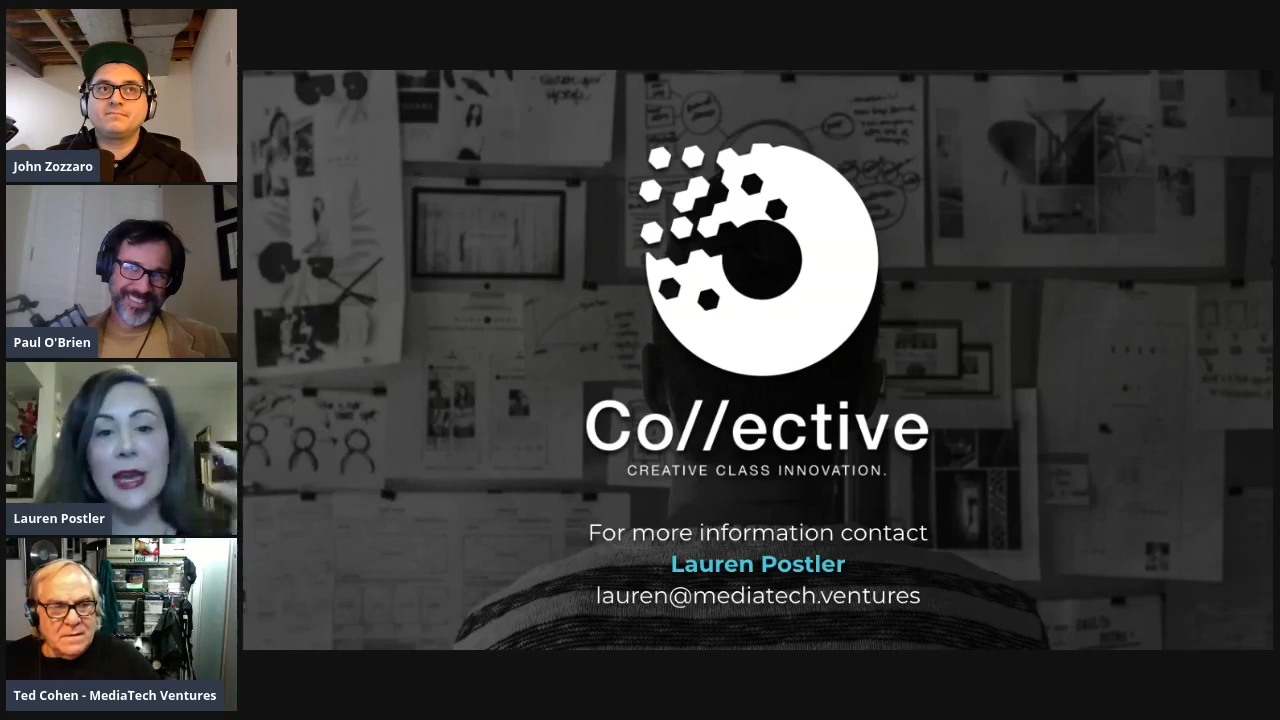 John Zozzaro
Paul O'Brien
Lauren Postler
Ted Cohen - MediaTech Ventures
Co//ective
CREATIVE CLASS INNOVATION.
For more information contact
Lauren Postler
lauren@mediatech.ventures